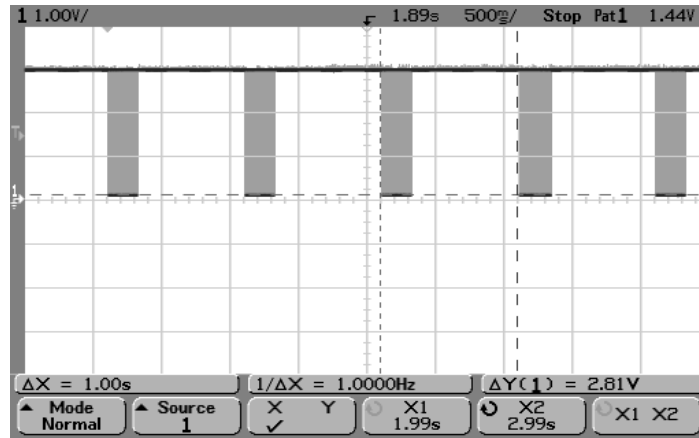 1 1.00V/ 1.89s 500ms/ Stop Pat1 1.44V
T
1
ΔX = 1.00s 1/ΔX = 1.0000Hz ΔY(1) = 2.81V
Mode Source X Y X1 X2 X1 X2
Normal 1 ✓ 1.99s 2.99s